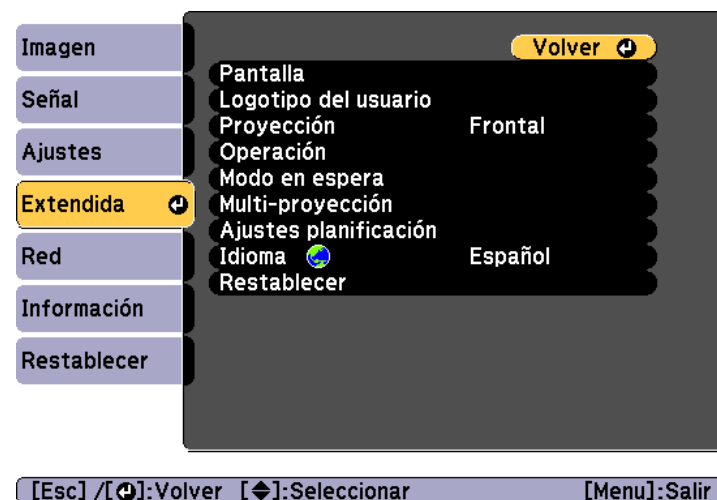 Imagen
Señal
Ajustes
Extendida
Red
Información
Restablecer
Volver
Pantalla
Logotipo del usuario
Proyección Frontal
Operación
Modo en espera
Multi-proyección
Ajustes planificación
Idioma Español
Restablecer
[Esc] /[⏎]:Volver [◆]:Seleccionar [Menu]:Salir